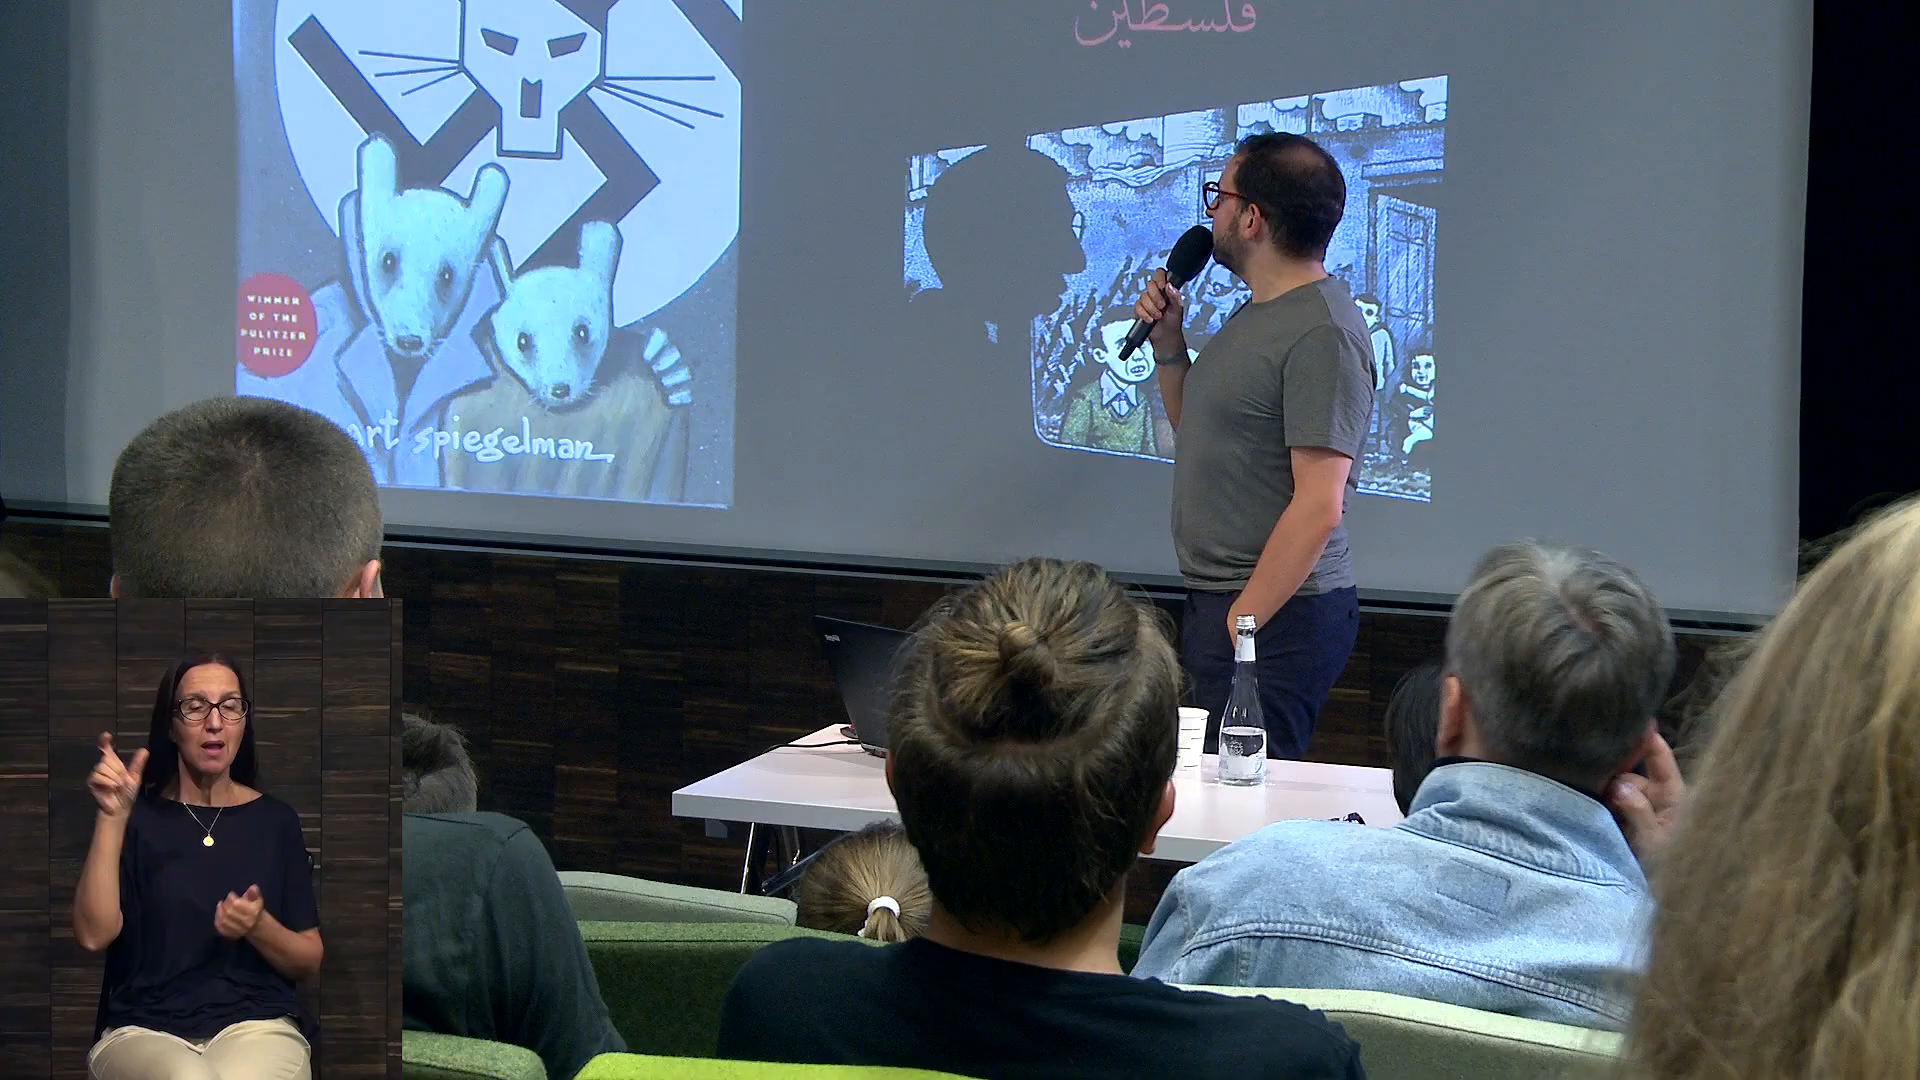 فلسطين
WINNER
OF THE
PULITZER
PRIZE
art spiegelman